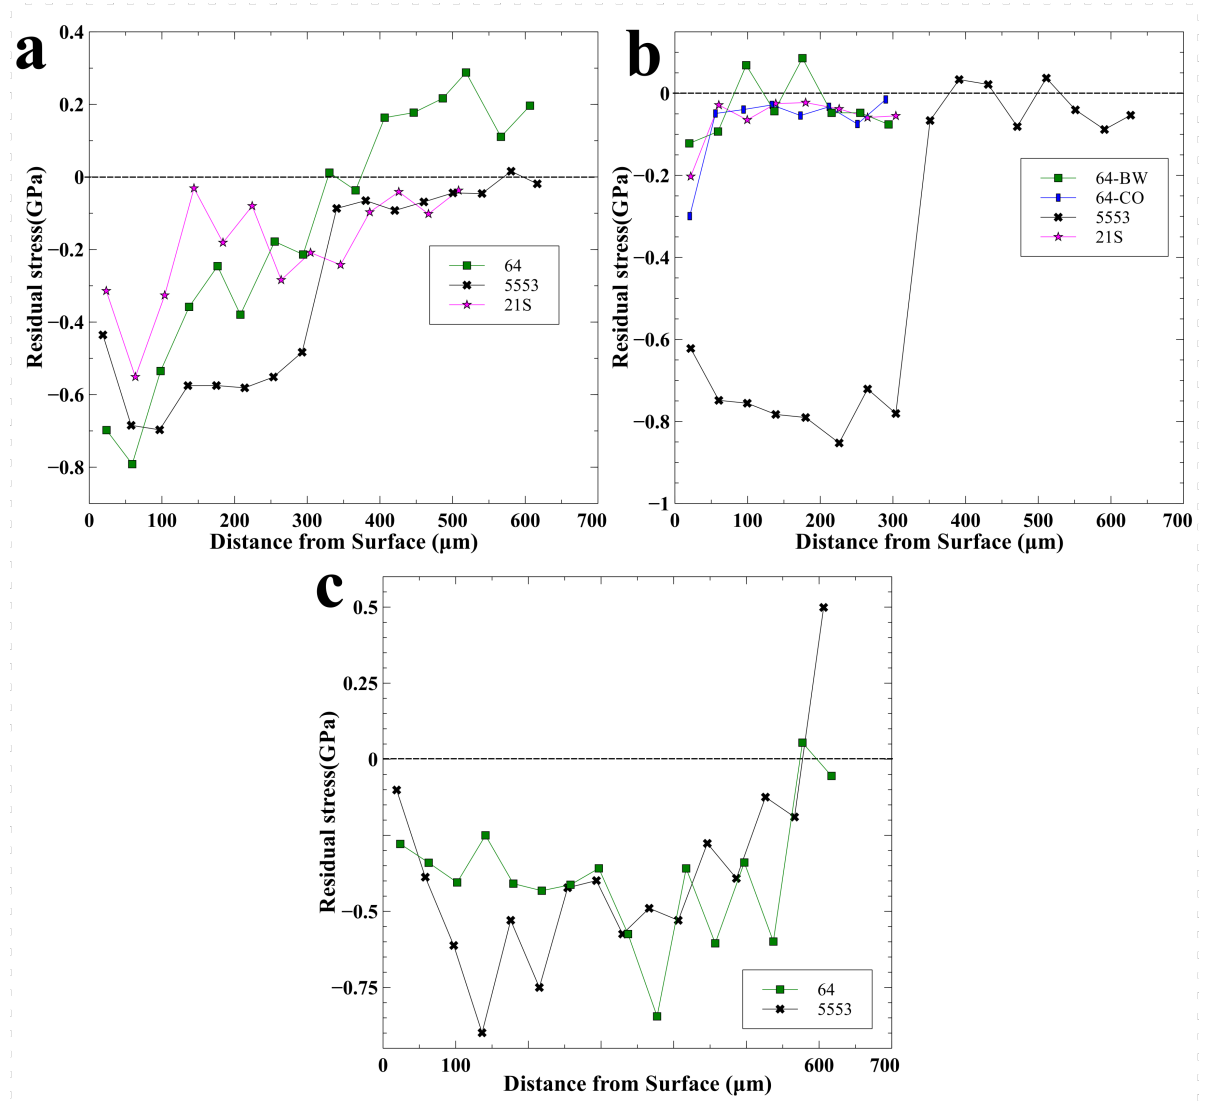 a
0.4
0.2
0
−0.2
−0.4
−0.6
−0.8
Residual stress(GPa)
64
5553
21S
0 100 200 300 400 500 600 700
Distance from Surface (μm)
b
0
−0.2
−0.4
−0.6
−0.8
−1
Residual stress(GPa)
64-BW
64-CO
5553
21S
0 100 200 300 400 500 600 700
Distance from Surface (μm)
c
0.5
0.25
0
−0.5
−0.75
Residual stress(GPa)
64
5553
0 100 600 700
Distance from Surface (μm)